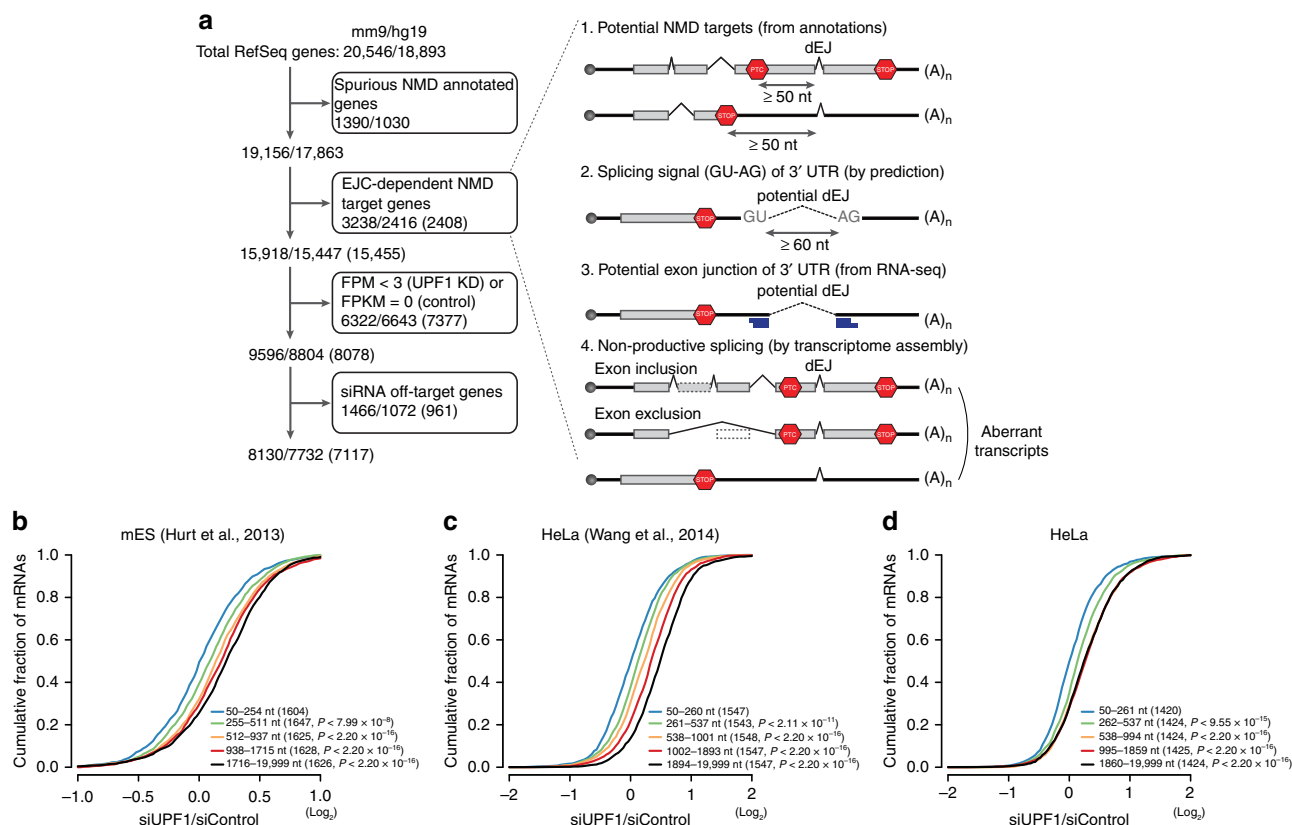 a
mm9/hg19
Total RefSeq genes: 20,546/18,893
Spurious NMD annotated
genes
1390/1030
19,156/17,863
EJC-dependent NMD
target genes
3238/2416 (2408)
15,918/15,447 (15,455)
FPM < 3 (UPF1 KD) or
FPKM = 0 (control)
6322/6643 (7377)
9596/8804 (8078)
siRNA off-target genes
1466/1072 (961)
8130/7732 (7117)
1. Potential NMD targets (from annotations)
dEJ
PTC
STOP
(A)n
≥ 50 nt
STOP
(A)n
≥ 50 nt
2. Splicing signal (GU-AG) of 3′ UTR (by prediction)
potential dEJ
STOP
GU
AG
(A)n
≥ 60 nt
3. Potential exon junction of 3′ UTR (from RNA-seq)
potential dEJ
STOP
(A)n
4. Non-productive splicing (by transcriptome assembly)
Exon inclusion
dEJ
PTC
STOP
(A)n
Exon exclusion
PTC
STOP
(A)n
Aberrant
transcripts
STOP
(A)n
b
mES (Hurt et al., 2013)
Cumulative fraction of mRNAs
1.0
0.8
0.6
0.4
0.2
0.0
50–254 nt (1604)
255–511 nt (1647, P < 7.99 × 10⁻⁸)
512–937 nt (1625, P < 2.20 × 10⁻¹⁶)
938–1715 nt (1628, P < 2.20 × 10⁻¹⁶)
1716–19,999 nt (1626, P < 2.20 × 10⁻¹⁶)
–1.0 –0.5 0.0 0.5 1.0
siUPF1/siControl
(Log₂)
c
HeLa (Wang et al., 2014)
Cumulative fraction of mRNAs
1.0
0.8
0.6
0.4
0.2
0.0
50–260 nt (1547)
261–537 nt (1543, P < 2.11 × 10⁻¹¹)
538–1001 nt (1548, P < 2.20 × 10⁻¹⁶)
1002–1893 nt (1547, P < 2.20 × 10⁻¹⁶)
1894–19,999 nt (1547, P < 2.20 × 10⁻¹⁶)
–2 –1 0 1 2
siUPF1/siControl
(Log₂)
d
HeLa
Cumulative fraction of mRNAs
1.0
0.8
0.6
0.4
0.2
0.0
50–261 nt (1420)
262–537 nt (1424, P < 9.55 × 10⁻¹⁵)
538–994 nt (1424, P < 2.20 × 10⁻¹⁶)
995–1859 nt (1425, P < 2.20 × 10⁻¹⁶)
1860–19,999 nt (1424, P < 2.20 × 10⁻¹⁶)
–2 –1 0 1 2
siUPF1/siControl
(Log₂)